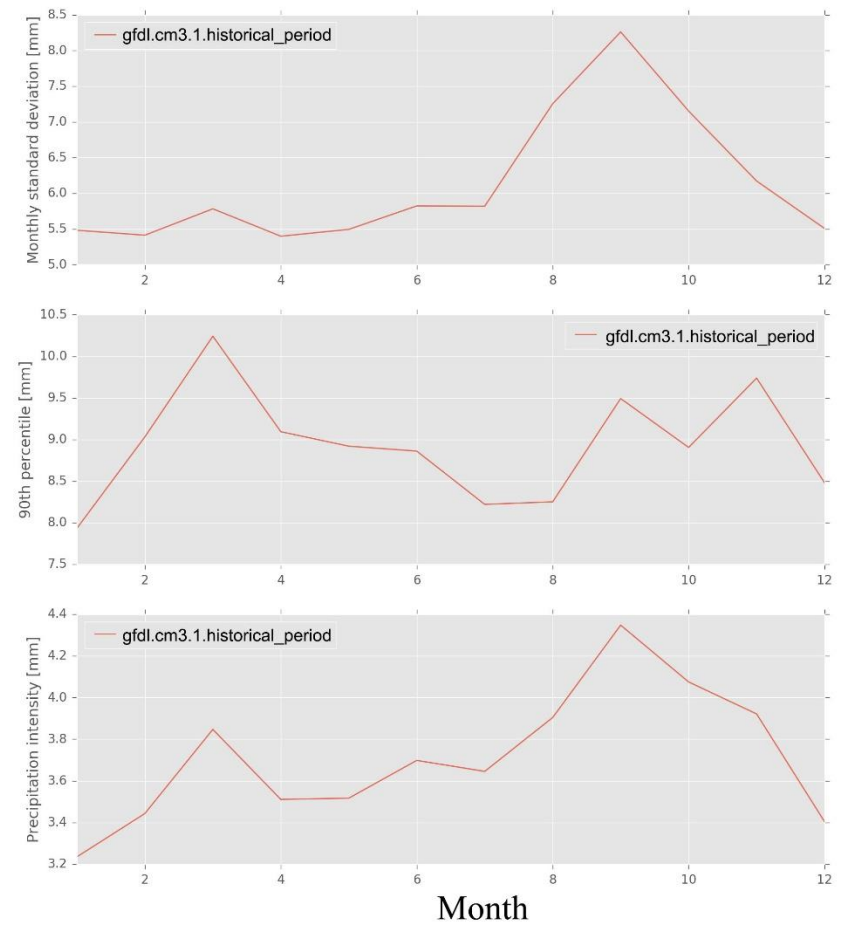 Monthly standard deviation [mm]
8.5
8.0
7.5
7.0
6.5
6.0
5.5
5.0
gfdl.cm3.1.historical_period
2 4 6 8 10 12
90th percentile [mm]
10.5
10.0
9.5
9.0
8.5
8.0
7.5
gfdl.cm3.1.historical_period
2 4 6 8 10 12
Precipitation intensity [mm]
4.4
4.2
4.0
3.8
3.6
3.4
3.2
gfdl.cm3.1.historical_period
2 4 6 8 10 12
Month